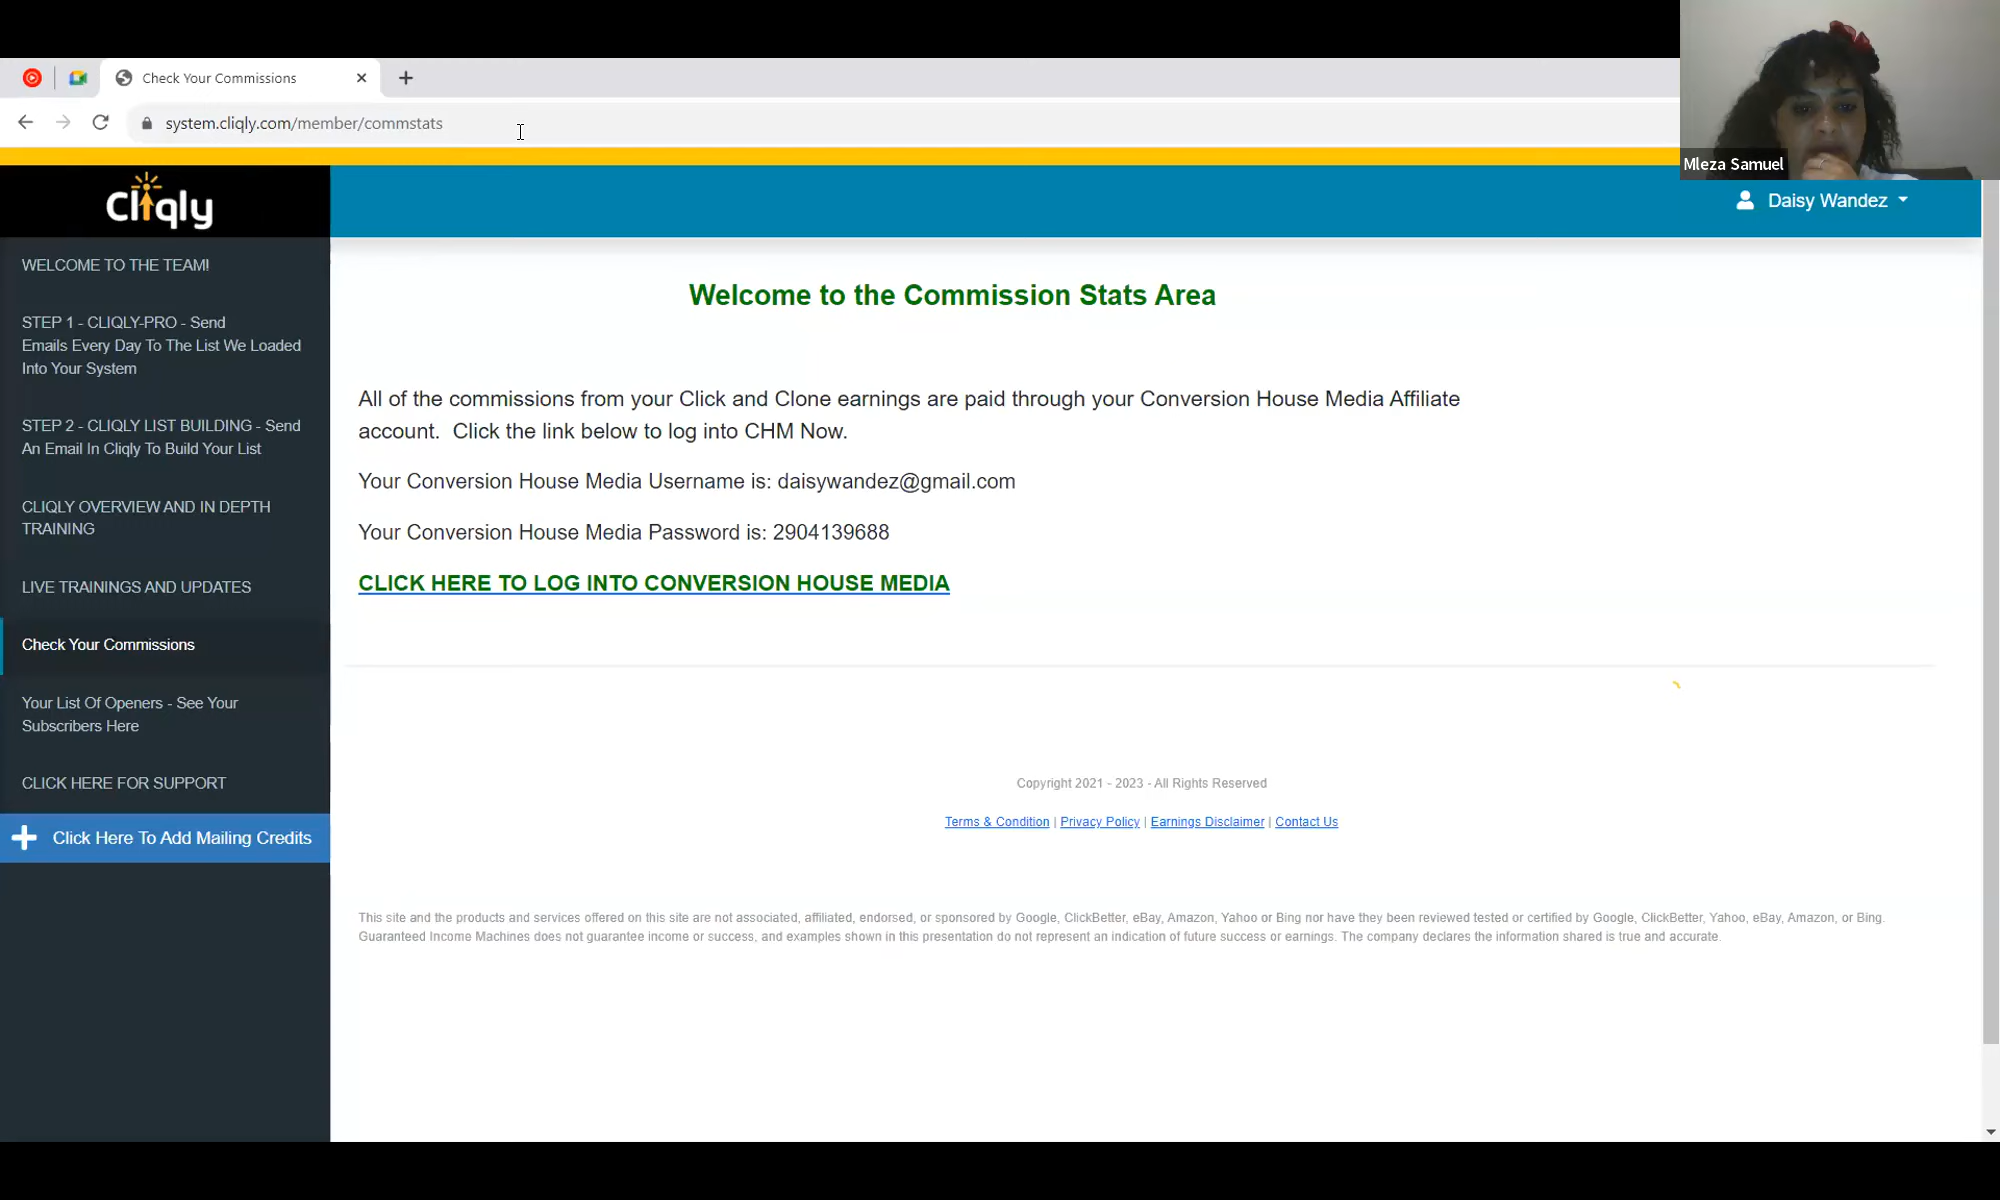 Check Your Commissions
system.cliqly.com/member/commstats
Mleza Samuel
Cliqly
Daisy Wandez
WELCOME TO THE TEAM!
STEP 1 - CLIQLY-PRO - Send
Emails Every Day To The List We Loaded
Into Your System
STEP 2 - CLIQLY LIST BUILDING - Send
An Email In Cliqly To Build Your List
CLIQLY OVERVIEW AND IN DEPTH
TRAINING
LIVE TRAININGS AND UPDATES
Check Your Commissions
Your List Of Openers - See Your
Subscribers Here
CLICK HERE FOR SUPPORT
Click Here To Add Mailing Credits
Welcome to the Commission Stats Area
All of the commissions from your Click and Clone earnings are paid through your Conversion House Media Affiliate
account. Click the link below to log into CHM Now.
Your Conversion House Media Username is: daisywandez@gmail.com
Your Conversion House Media Password is: 2904139688
CLICK HERE TO LOG INTO CONVERSION HOUSE MEDIA
Copyright 2021 - 2023 - All Rights Reserved
Terms & Condition | Privacy Policy | Earnings Disclaimer | Contact Us
This site and the products and services offered on this site are not associated, affiliated, endorsed, or sponsored by Google, ClickBetter, eBay, Amazon, Yahoo or Bing nor have they been reviewed tested or certified by Google, ClickBetter, Yahoo, eBay, Amazon, or Bing.
Guaranteed Income Machines does not guarantee income or success, and examples shown in this presentation do not represent an indication of future success or earnings. The company declares the information shared is true and accurate.